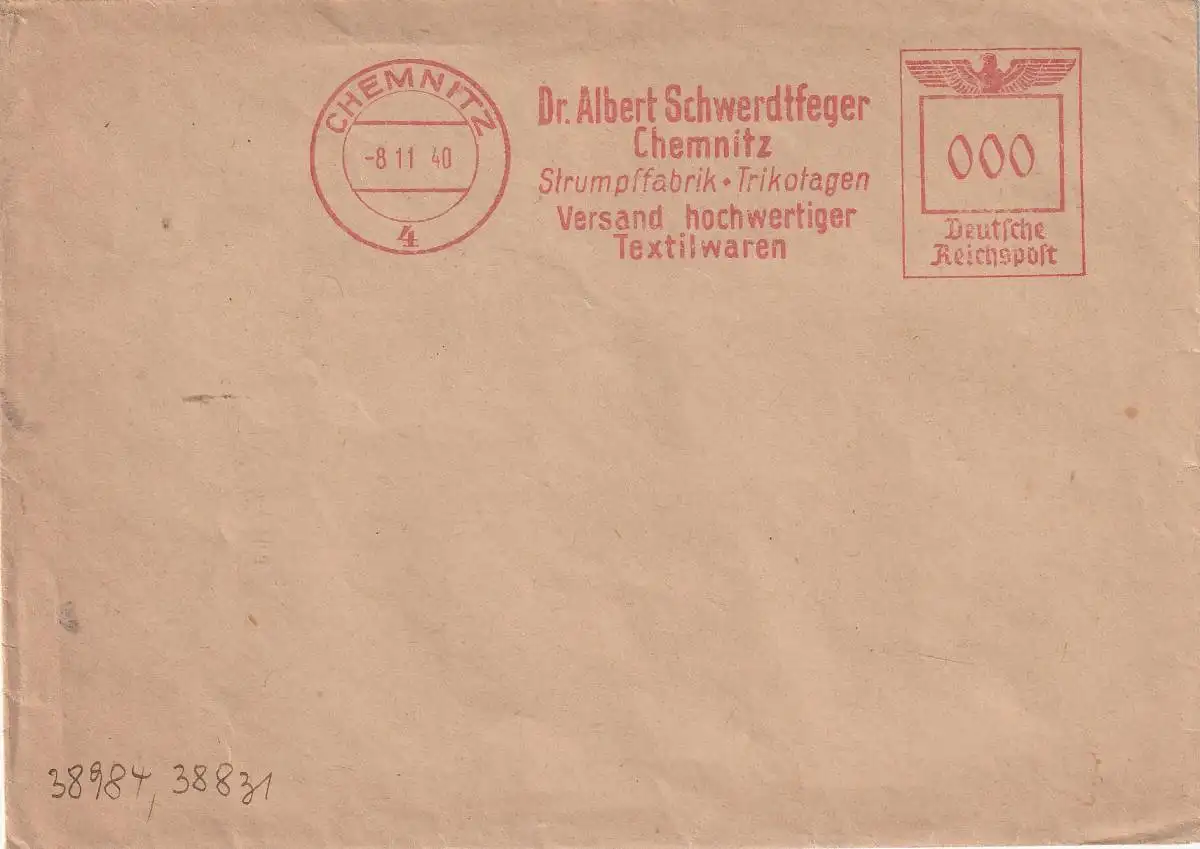 CHEMNITZ
-8 11 40
4
Dr. Albert Schwerdtfeger
Chemnitz
Strumpffabrik • Trikotagen
Versand hochwertiger
Textilwaren
000
Deutſche
Reichspoſt
38984, 38831